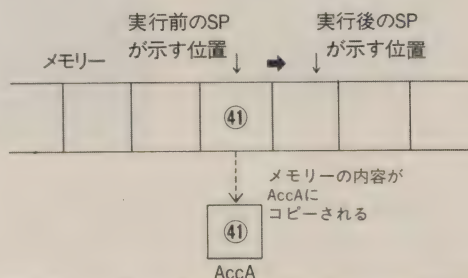 実行前のSP
が示す位置
実行後のSP
が示す位置
メモリー
㊶
メモリーの内容が
AccAに
コピーされる
㊶
AccA